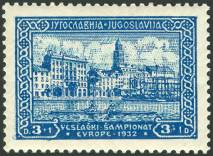 ЈУГОСЛАВИЈА·JUGOSLAVIJA
D. 3+1 3+1 D
VESLAČKI ŠAMPIONAT
EVROPE·1932